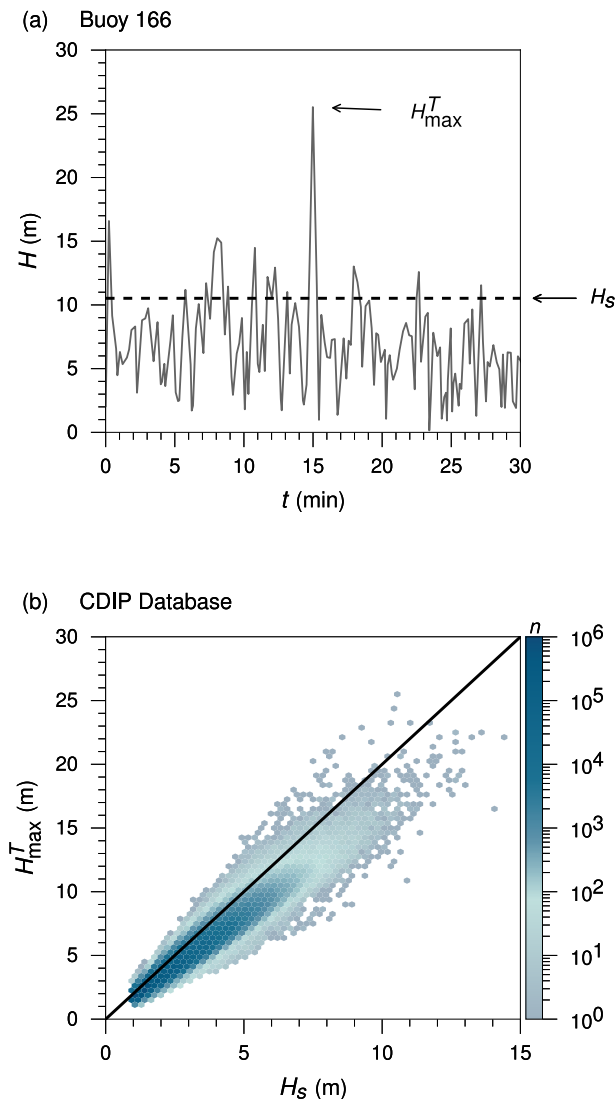 (a) Buoy 166
30
25
20
15
10
5
0
H (m)
H^T_max
H_s
0 5 10 15 20 25 30
t (min)
(b) CDIP Database
30
25
20
15
10
5
0
H^T_max (m)
0 5 10 15
H_s (m)
n
10^6
10^5
10^4
10^3
10^2
10^1
10^0